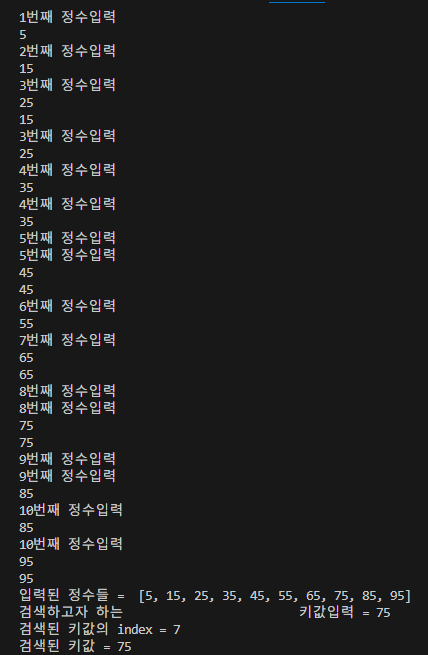 1번째 정수입력
5
2번째 정수입력
15
3번째 정수입력
25
15
3번째 정수입력
25
4번째 정수입력
35
4번째 정수입력
35
5번째 정수입력
5번째 정수입력
45
45
6번째 정수입력
55
7번째 정수입력
65
65
8번째 정수입력
8번째 정수입력
75
75
9번째 정수입력
9번째 정수입력
85
10번째 정수입력
85
10번째 정수입력
95
95
입력된 정수들 =  [5, 15, 25, 35, 45, 55, 65, 75, 85, 95]
검색하고자 하는                     키값입력 = 75
검색된 키값의 index = 7
검색된 키값 = 75